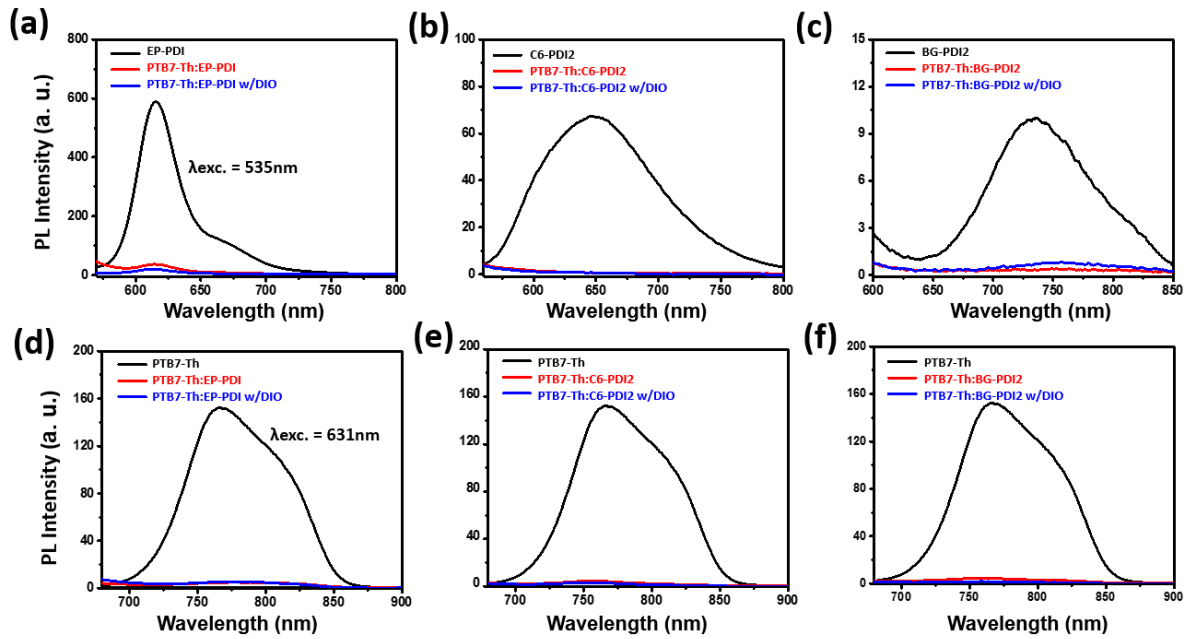 (a)
800
600
400
200
0
EP-PDI
PTB7-Th:EP-PDI
PTB7-Th:EP-PDI w/DIO
λexc. = 535nm
600 650 700 750 800
Wavelength (nm)
PL Intensity (a. u.)
(b)
100
80
60
40
20
0
C6-PDI2
PTB7-Th:C6-PDI2
PTB7-Th:C6-PDI2 w/DIO
600 650 700 750 800
Wavelength (nm)
(c)
15
12
9
6
3
0
BG-PDI2
PTB7-Th:BG-PDI2
PTB7-Th:BG-PDI2 w/DIO
600 650 700 750 800 850
Wavelength (nm)
(d)
200
160
120
80
40
0
PTB7-Th
PTB7-Th:EP-PDI
PTB7-Th:EP-PDI w/DIO
λexc. = 631nm
700 750 800 850 900
Wavelength (nm)
PL Intensity (a. u.)
(e)
200
160
120
80
40
0
PTB7-Th
PTB7-Th:C6-PDI2
PTB7-Th:C6-PDI2 w/DIO
700 750 800 850 900
Wavelength (nm)
(f)
200
160
120
80
40
0
PTB7-Th
PTB7-Th:BG-PDI2
PTB7-Th:BG-PDI2 w/DIO
700 750 800 850 900
Wavelength (nm)